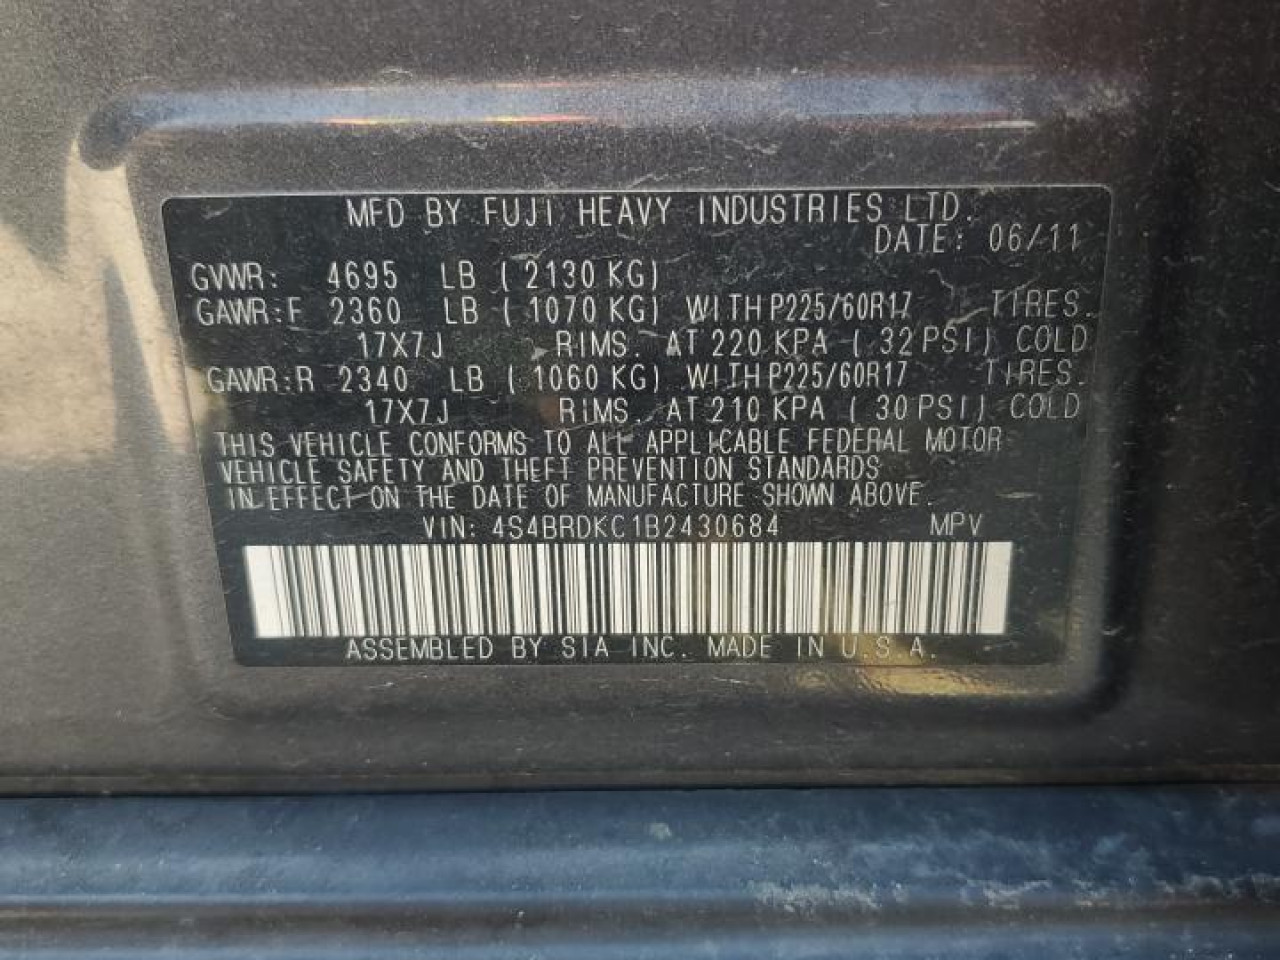 MFD BY FUJI HEAVY INDUSTRIES LTD.
DATE: 06/11
GVWR: 4695 LB ( 2130 KG)
GAWR:F 2360 LB ( 1070 KG) WITH P225/60R17 TIRES.
17X7J RIMS. AT 220 KPA ( 32 PSI) COLD
GAWR:R 2340 LB ( 1060 KG) WITH P225/60R17 TIRES.
17X7J RIMS. AT 210 KPA ( 30 PSI) COLD
THIS VEHICLE CONFORMS TO ALL APPLICABLE FEDERAL MOTOR
VEHICLE SAFETY AND THEFT PREVENTION STANDARDS
IN EFFECT ON THE DATE OF MANUFACTURE SHOWN ABOVE.
VIN: 4S4BRDKC1B2430684 MPV
ASSEMBLED BY SIA INC. MADE IN U.S.A.